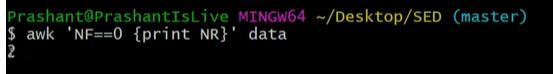 Prashant@PrashantIsLive MINGW64 ~/Desktop/SED (master)
$ awk 'NF==0 {print NR}' data
2